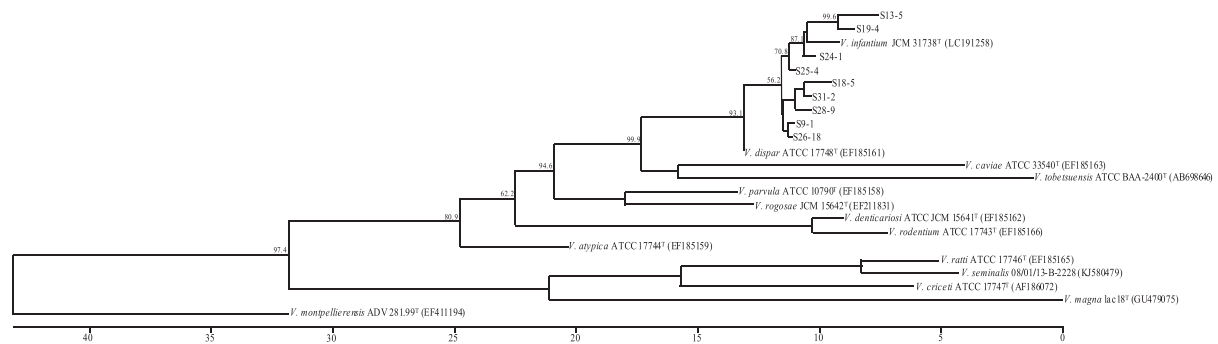 99.6
S13-5
S19-4
87.1
V. infantium JCM 31738ᵀ (LC191258)
70.8
S24-1
S25-4
56.2
S18-5
S31-2
S28-9
93.1
S9-1
S26-18
99.9
V. dispar ATCC 17748ᵀ (EF185161)
94.6
V. caviae ATCC 33540ᵀ (EF185163)
V. tobetsuensis ATCC BAA-2400ᵀ (AB698646)
62.2
V. parvula ATCC 10790ᵀ (EF185158)
V. rogosae JCM 15642ᵀ (EF211831)
80.9
V. denticariosi ATCC JCM 15641ᵀ (EF185162)
V. rodentium ATCC 17743ᵀ (EF185166)
97.4
V. atypica ATCC 17744ᵀ (EF185159)
V. ratti ATCC 17746ᵀ (EF185165)
V. seminalis 08/01/13-B-2228 (KJ580479)
V. criceti ATCC 17747ᵀ (AF186072)
V. magna lac18ᵀ (GU479075)
V. montpellierensis ADV 281.99ᵀ (EF411194)
40 35 30 25 20 15 10 5 0